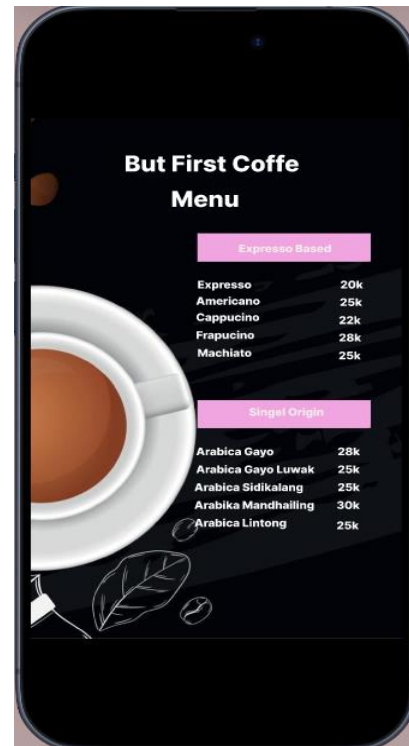 But First Coffe
Menu
Expresso Based
Expresso 20k
Americano 25k
Cappucino 22k
Frapucino 28k
Machiato 25k
Singel Origin
Arabica Gayo 28k
Arabica Gayo Luwak 25k
Arabica Sidikalang 25k
Arabika Mandhailing 30k
Arabica Lintong 25k